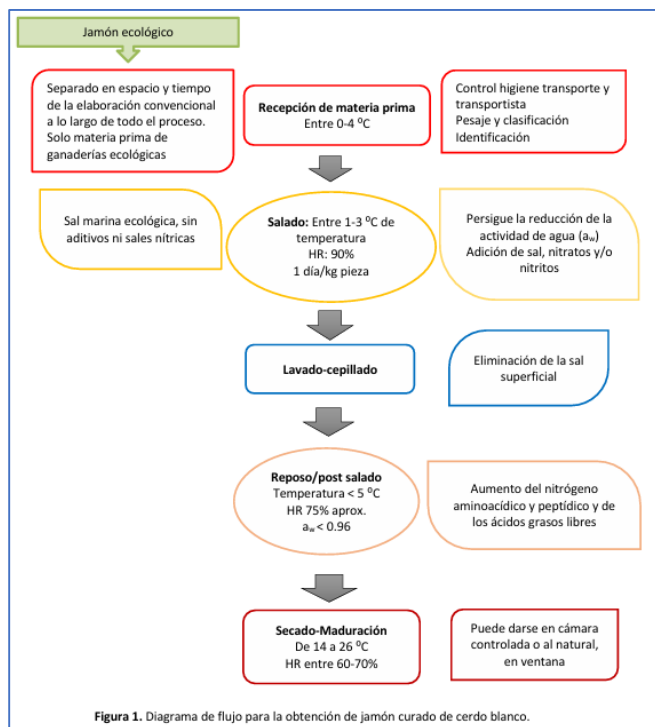 Jamón ecológico
Separado en espacio y tiempo
de la elaboración convencional
a lo largo de todo el proceso.
Solo materia prima de
ganaderías ecológicas
Recepción de materia prima
Entre 0-4 ⁰C
Control higiene transporte y
transportista
Pesaje y clasificación
Identificación
Sal marina ecológica, sin
aditivos ni sales nítricas
Salado: Entre 1-3 ⁰C de
temperatura
HR: 90%
1 día/kg pieza
Persigue la reducción de la
actividad de agua (aw)
Adición de sal, nitratos y/o
nitritos
Lavado-cepillado
Eliminación de la sal
superficial
Reposo/post salado
Temperatura < 5 ⁰C
HR 75% aprox.
aw < 0.96
Aumento del nitrógeno
aminoacídico y peptídico y de
los ácidos grasos libres
Secado-Maduración
De 14 a 26 ⁰C
HR entre 60-70%
Puede darse en cámara
controlada o al natural,
en ventana
Figura 1. Diagrama de flujo para la obtención de jamón curado de cerdo blanco.